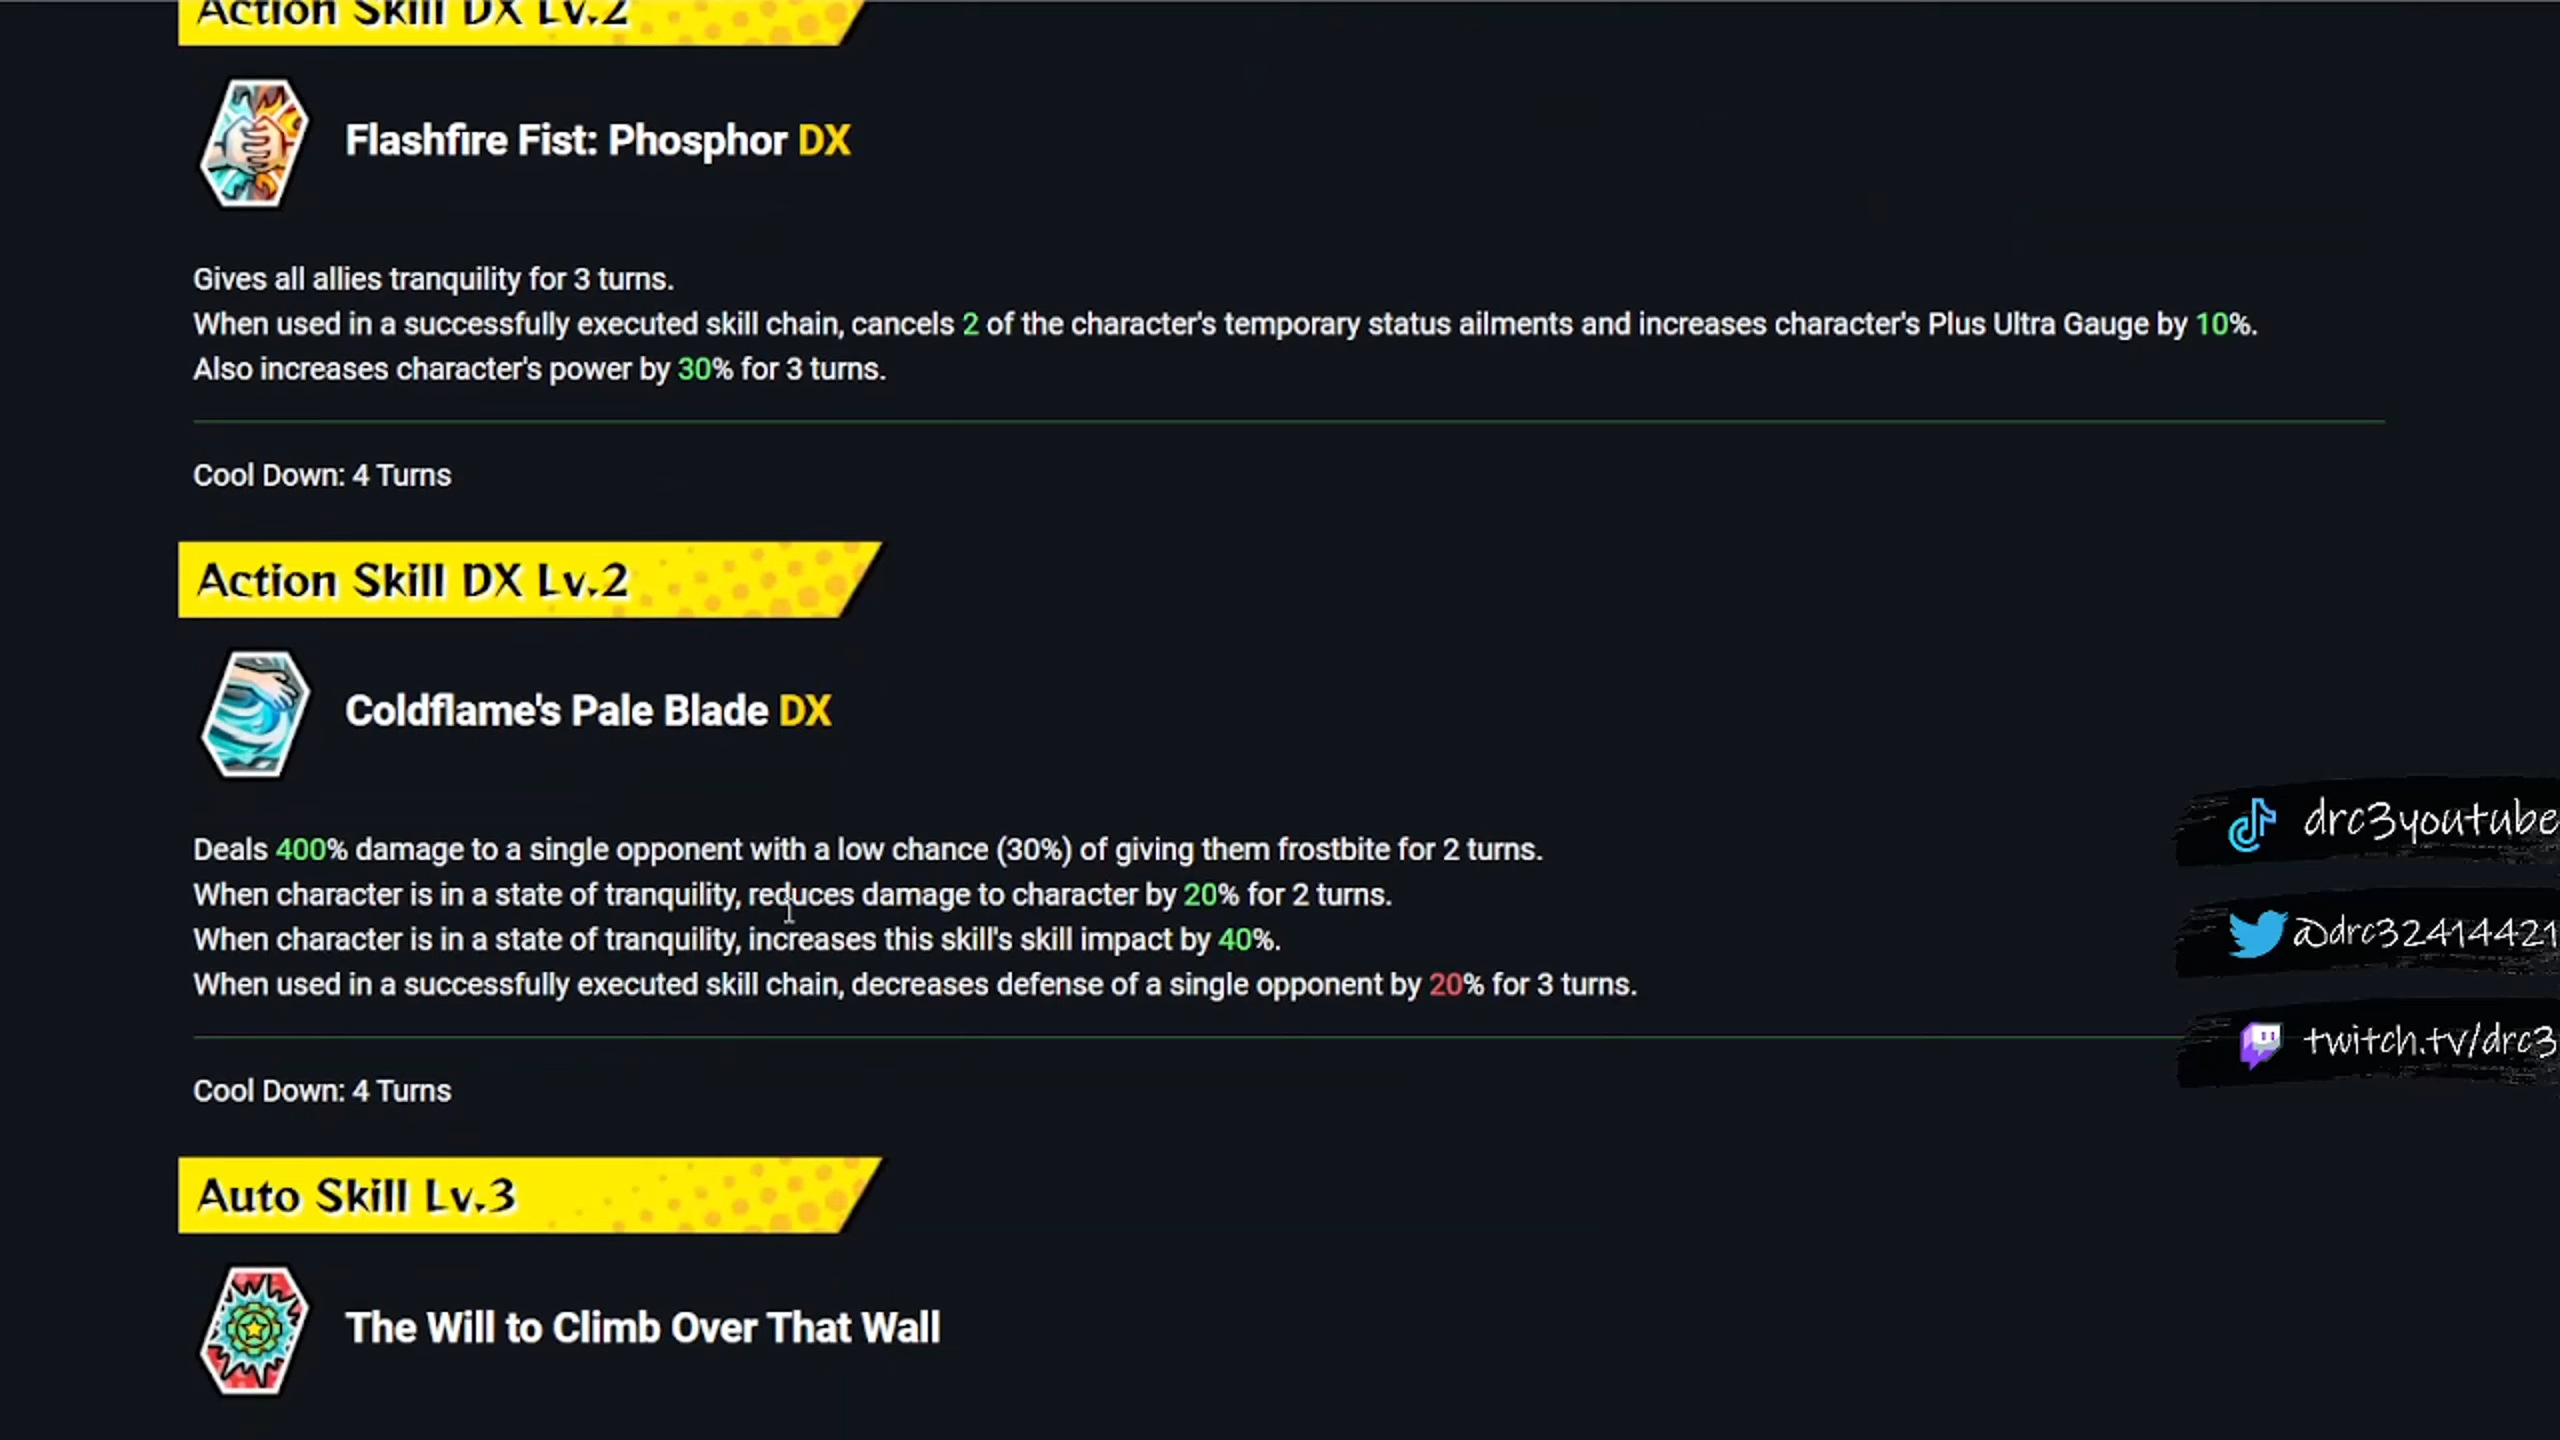 Action Skill DX Lv.2
Flashfire Fist: Phosphor DX
Gives all allies tranquility for 3 turns.
When used in a successfully executed skill chain, cancels 2 of the character's temporary status ailments and increases character's Plus Ultra Gauge by 10%.
Also increases character's power by 30% for 3 turns.
Cool Down: 4 Turns
Action Skill DX Lv.2
Coldflame's Pale Blade DX
Deals 400% damage to a single opponent with a low chance (30%) of giving them frostbite for 2 turns.
When character is in a state of tranquility, reduces damage to character by 20% for 2 turns.
When character is in a state of tranquility, increases this skill's skill impact by 40%.
When used in a successfully executed skill chain, decreases defense of a single opponent by 20% for 3 turns.
Cool Down: 4 Turns
drc3youtube
@drc32414421
twitch.tv/drc3
Auto Skill Lv.3
The Will to Climb Over That Wall